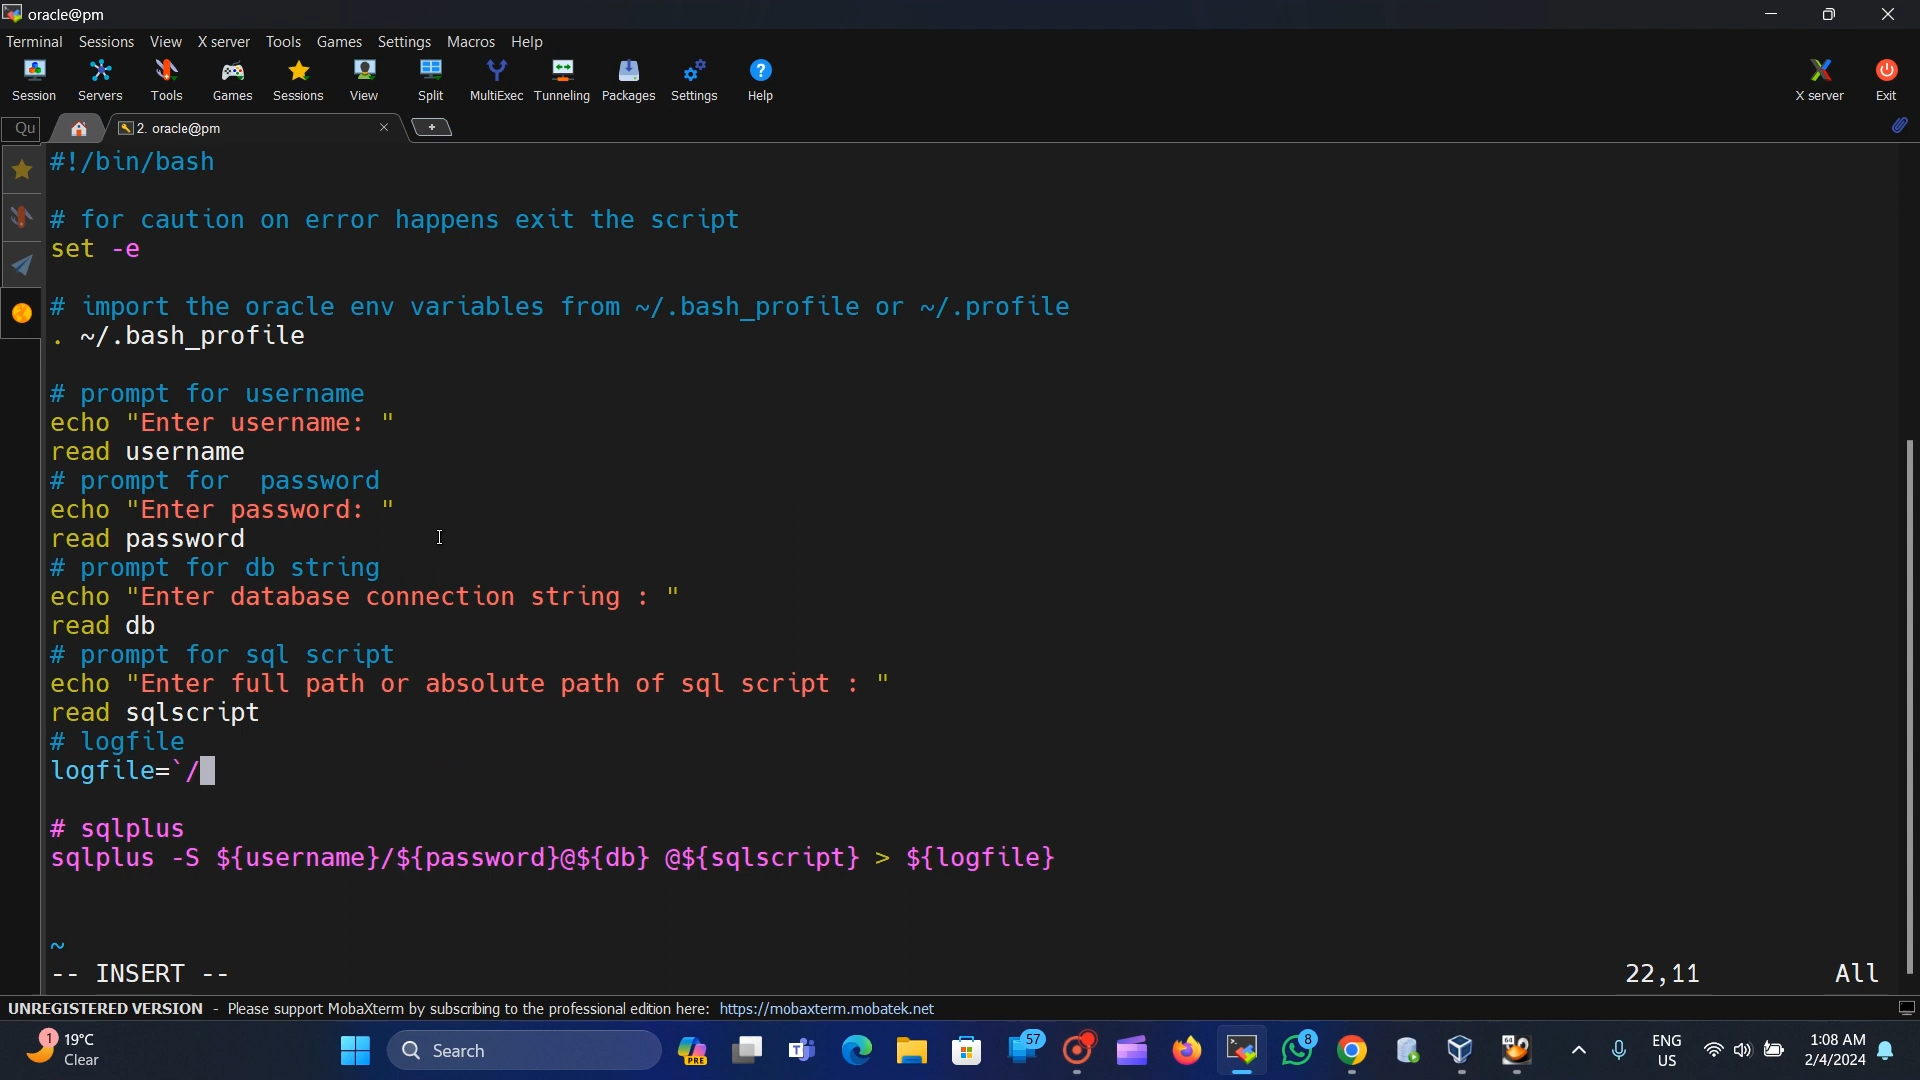 oracle@pm
Terminal Sessions View X server Tools Games Settings Macros Help
Session Servers Tools Games Sessions View Split MultiExec Tunneling Packages Settings Help X server Exit
Qu 2. oracle@pm
#!/bin/bash
# for caution on error happens exit the script
set -e
# import the oracle env variables from ~/.bash_profile or ~/.profile
. ~/.bash_profile
# prompt for username
echo "Enter username: "
read username
# prompt for  password
echo "Enter password: "
read password
# prompt for db string
echo "Enter database connection string : "
read db
# prompt for sql script
echo "Enter full path or absolute path of sql script : "
read sqlscript
# logfile
logfile=`/
# sqlplus
sqlplus -S ${username}/${password}@${db} @${sqlscript} > ${logfile}
~
-- INSERT -- 22,11 All
UNREGISTERED VERSION - Please support MobaXterm by subscribing to the professional edition here: https://mobaxterm.mobatek.net
1 19°C
Clear
Search
PRE
57
8
64
ENG
US
1:08 AM
2/4/2024